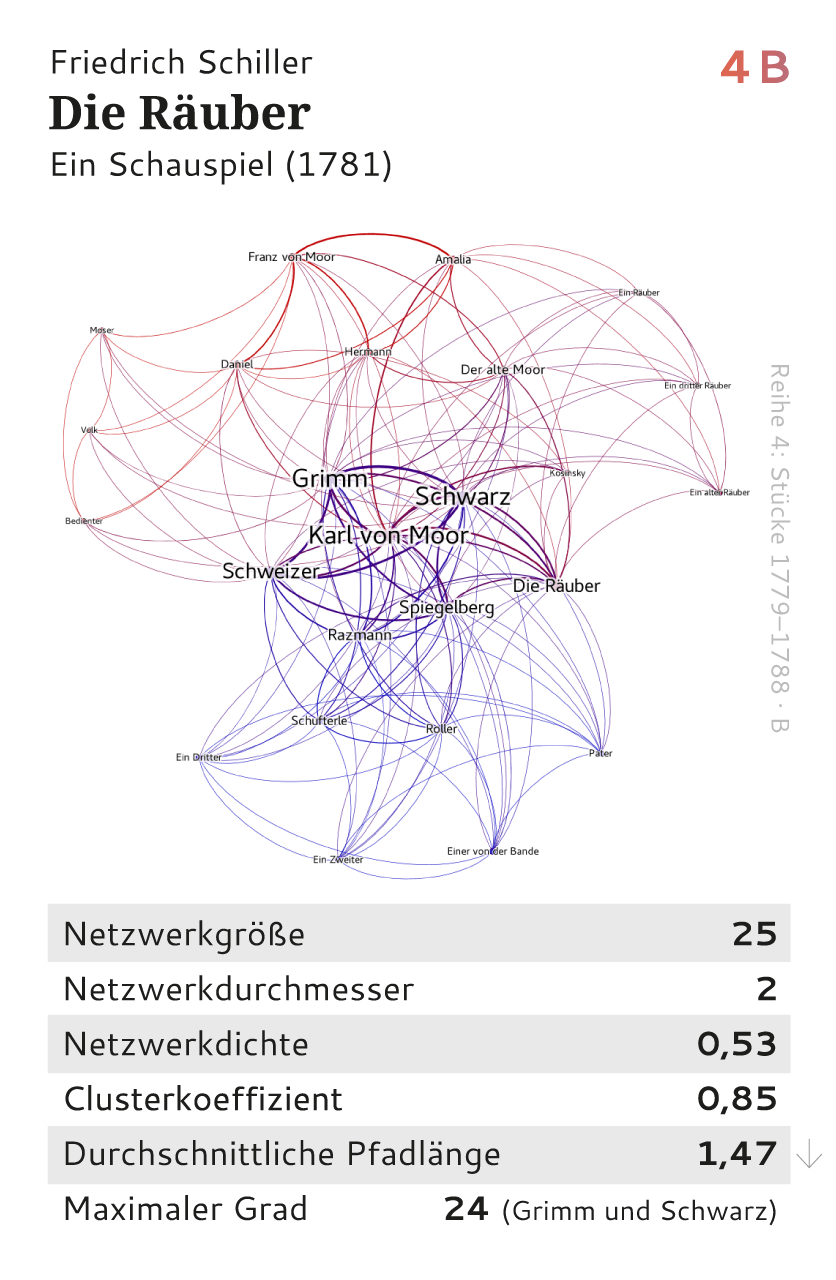 Friedrich Schiller
4 B
Die Räuber
Ein Schauspiel (1781)
Franz von Moor
Amalia
Ein Räuber
Moser
Hermann
Daniel
Der alte Moor
Ein dritter Räuber
Volk
Kosinsky
Grimm
Schwarz
Ein alter Räuber
Bedienter
Karl von Moor
Schweizer
Die Räuber
Spiegelberg
Razmann
Schufterle
Roller
Ein Dritter
Pater
Ein Zweiter
Einer von der Bande
Reihe 4: Stücke 1779–1788 · B
Netzwerkgröße 25
Netzwerkdurchmesser 2
Netzwerkdichte 0,53
Clusterkoeffizient 0,85
Durchschnittliche Pfadlänge 1,47 ↓
Maximaler Grad 24 (Grimm und Schwarz)